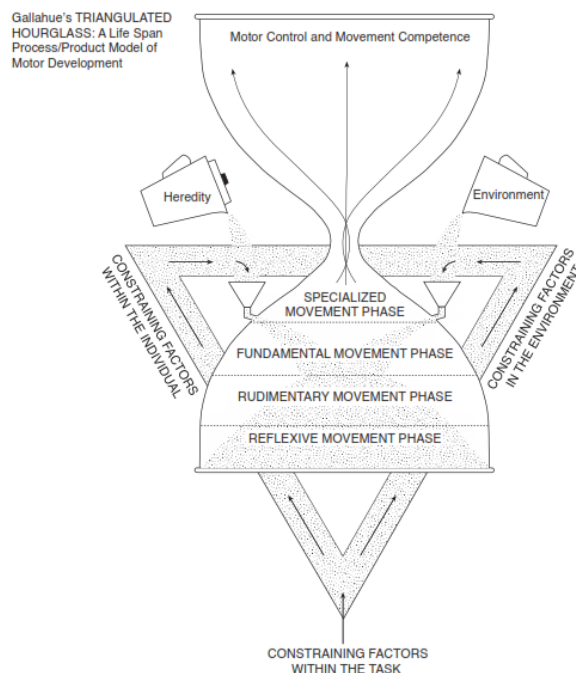 Gallahue's TRIANGULATED
HOURGLASS: A Life Span
Process/Product Model of
Motor Development
Motor Control and Movement Competence
Heredity
Environment
CONSTRAINING FACTORS
WITHIN THE INDIVIDUAL
CONSTRAINING FACTORS
IN THE ENVIRONMENT
SPECIALIZED
MOVEMENT PHASE
FUNDAMENTAL MOVEMENT PHASE
RUDIMENTARY MOVEMENT PHASE
REFLEXIVE MOVEMENT PHASE
CONSTRAINING FACTORS
WITHIN THE TASK